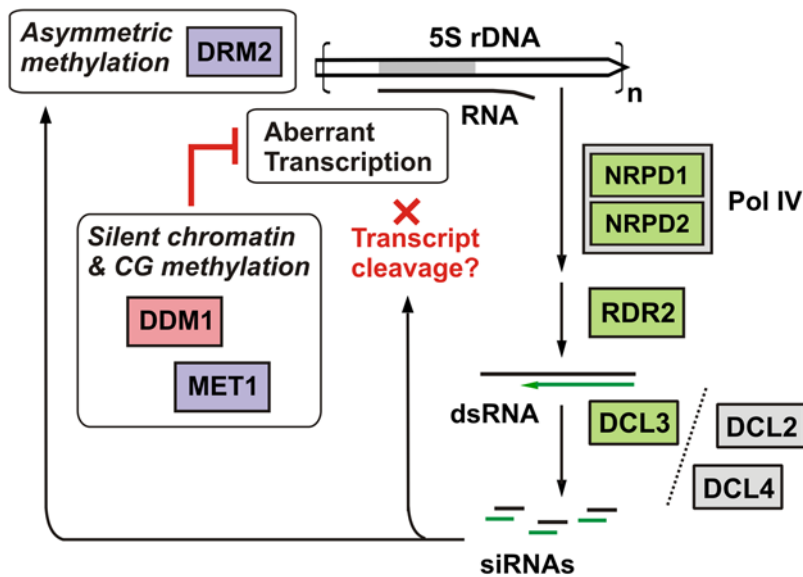 Asymmetric
methylation
DRM2
5S rDNA
n
RNA
Aberrant
Transcription
NRPD1
NRPD2
Pol IV
Silent chromatin
& CG methylation
Transcript
cleavage?
DDM1
RDR2
MET1
dsRNA
DCL3
DCL2
DCL4
siRNAs